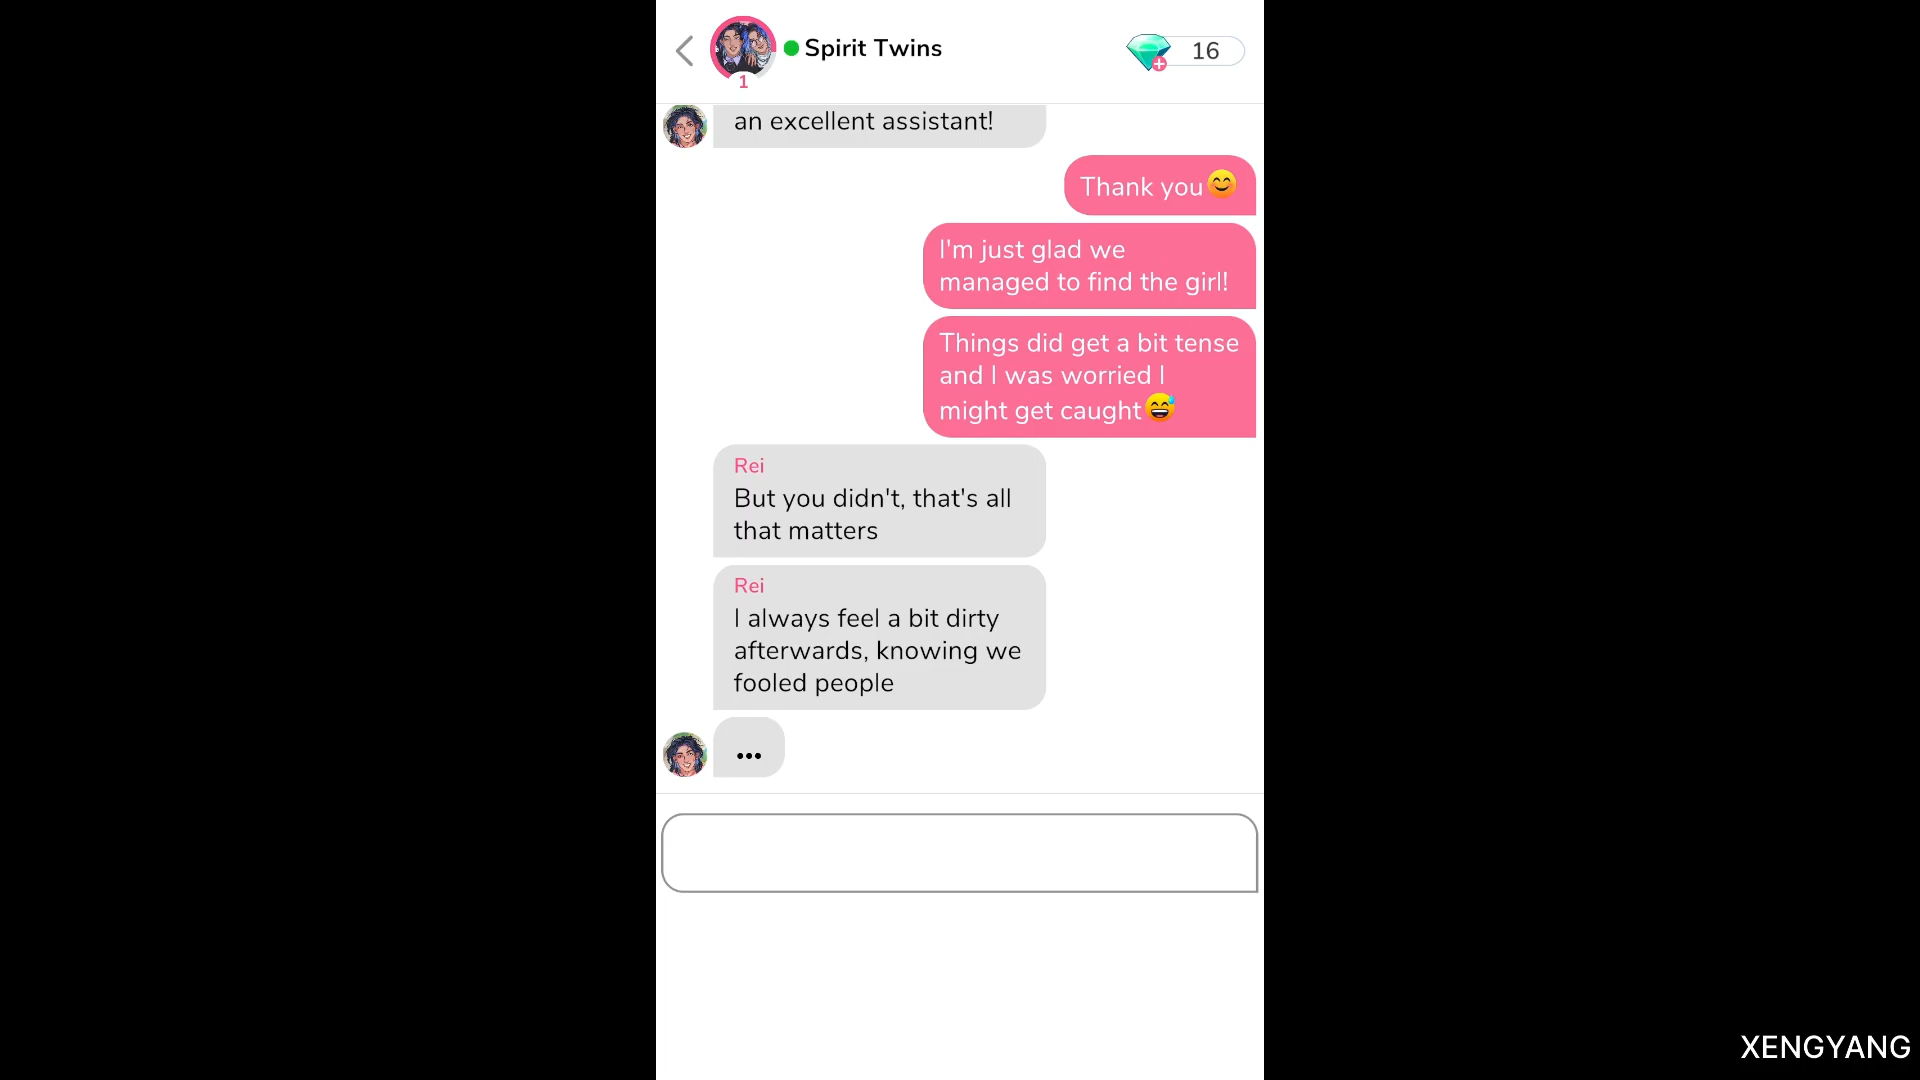 Spirit Twins
16
1
an excellent assistant!
Thank you😊
I'm just glad we
managed to find the girl!
Things did get a bit tense
and I was worried I
might get caught😅
Rei
But you didn't, that's all
that matters
Rei
I always feel a bit dirty
afterwards, knowing we
fooled people
...
XENGYANG